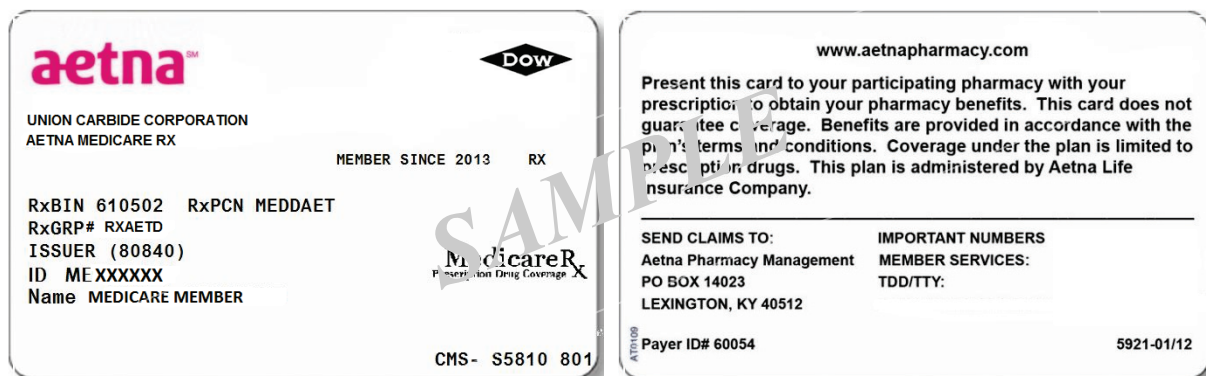 aetna SM
DOW
UNION CARBIDE CORPORATION
AETNA MEDICARE RX
MEMBER SINCE 2013 RX
RxBIN 610502 RxPCN MEDDAET
RxGRP# RXAETD
ISSUER (80840)
ID MEXXXXXX
Name MEDICARE MEMBER
MedicareRx
Prescription Drug Coverage
CMS- S5810 801
SAMPLE
www.aetnapharmacy.com
Present this card to your participating pharmacy with your
prescription to obtain your pharmacy benefits. This card does not
guarantee coverage. Benefits are provided in accordance with the
plan's terms and conditions. Coverage under the plan is limited to
prescription drugs. This plan is administered by Aetna Life
Insurance Company.
SEND CLAIMS TO:
Aetna Pharmacy Management
PO BOX 14023
LEXINGTON, KY 40512
IMPORTANT NUMBERS
MEMBER SERVICES:
TDD/TTY:
AT0109
Payer ID# 60054
5921-01/12